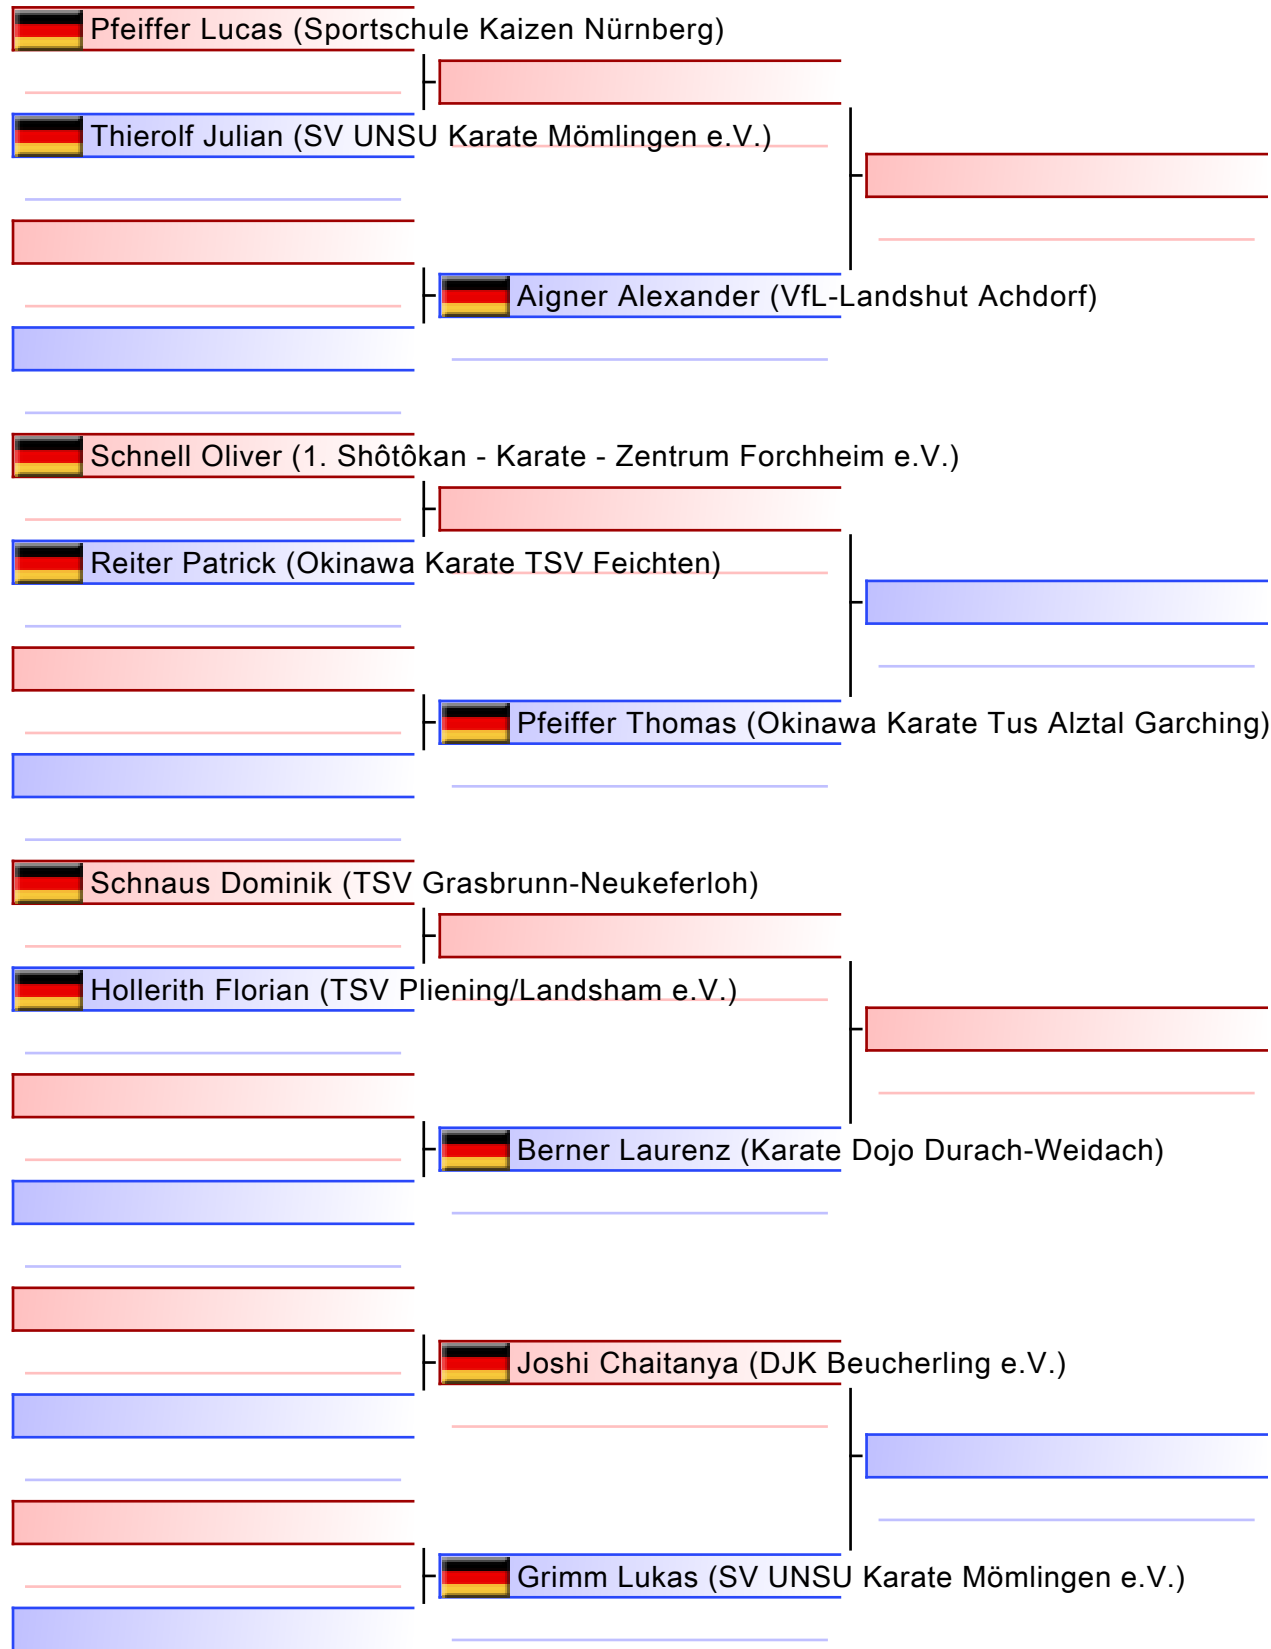 Pfeiffer Lucas (Sportschule Kaizen Nürnberg)
Thierolf Julian (SV UNSU Karate Mömlingen e.V.)
Aigner Alexander (VfL-Landshut Achdorf)
Schnell Oliver (1. Shôtôkan - Karate - Zentrum Forchheim e.V.)
Reiter Patrick (Okinawa Karate TSV Feichten)
Pfeiffer Thomas (Okinawa Karate Tus Alztal Garching)
Schnaus Dominik (TSV Grasbrunn-Neukeferloh)
Hollerith Florian (TSV Pliening/Landsham e.V.)
Berner Laurenz (Karate Dojo Durach-Weidach)
Joshi Chaitanya (DJK Beucherling e.V.)
Grimm Lukas (SV UNSU Karate Mömlingen e.V.)